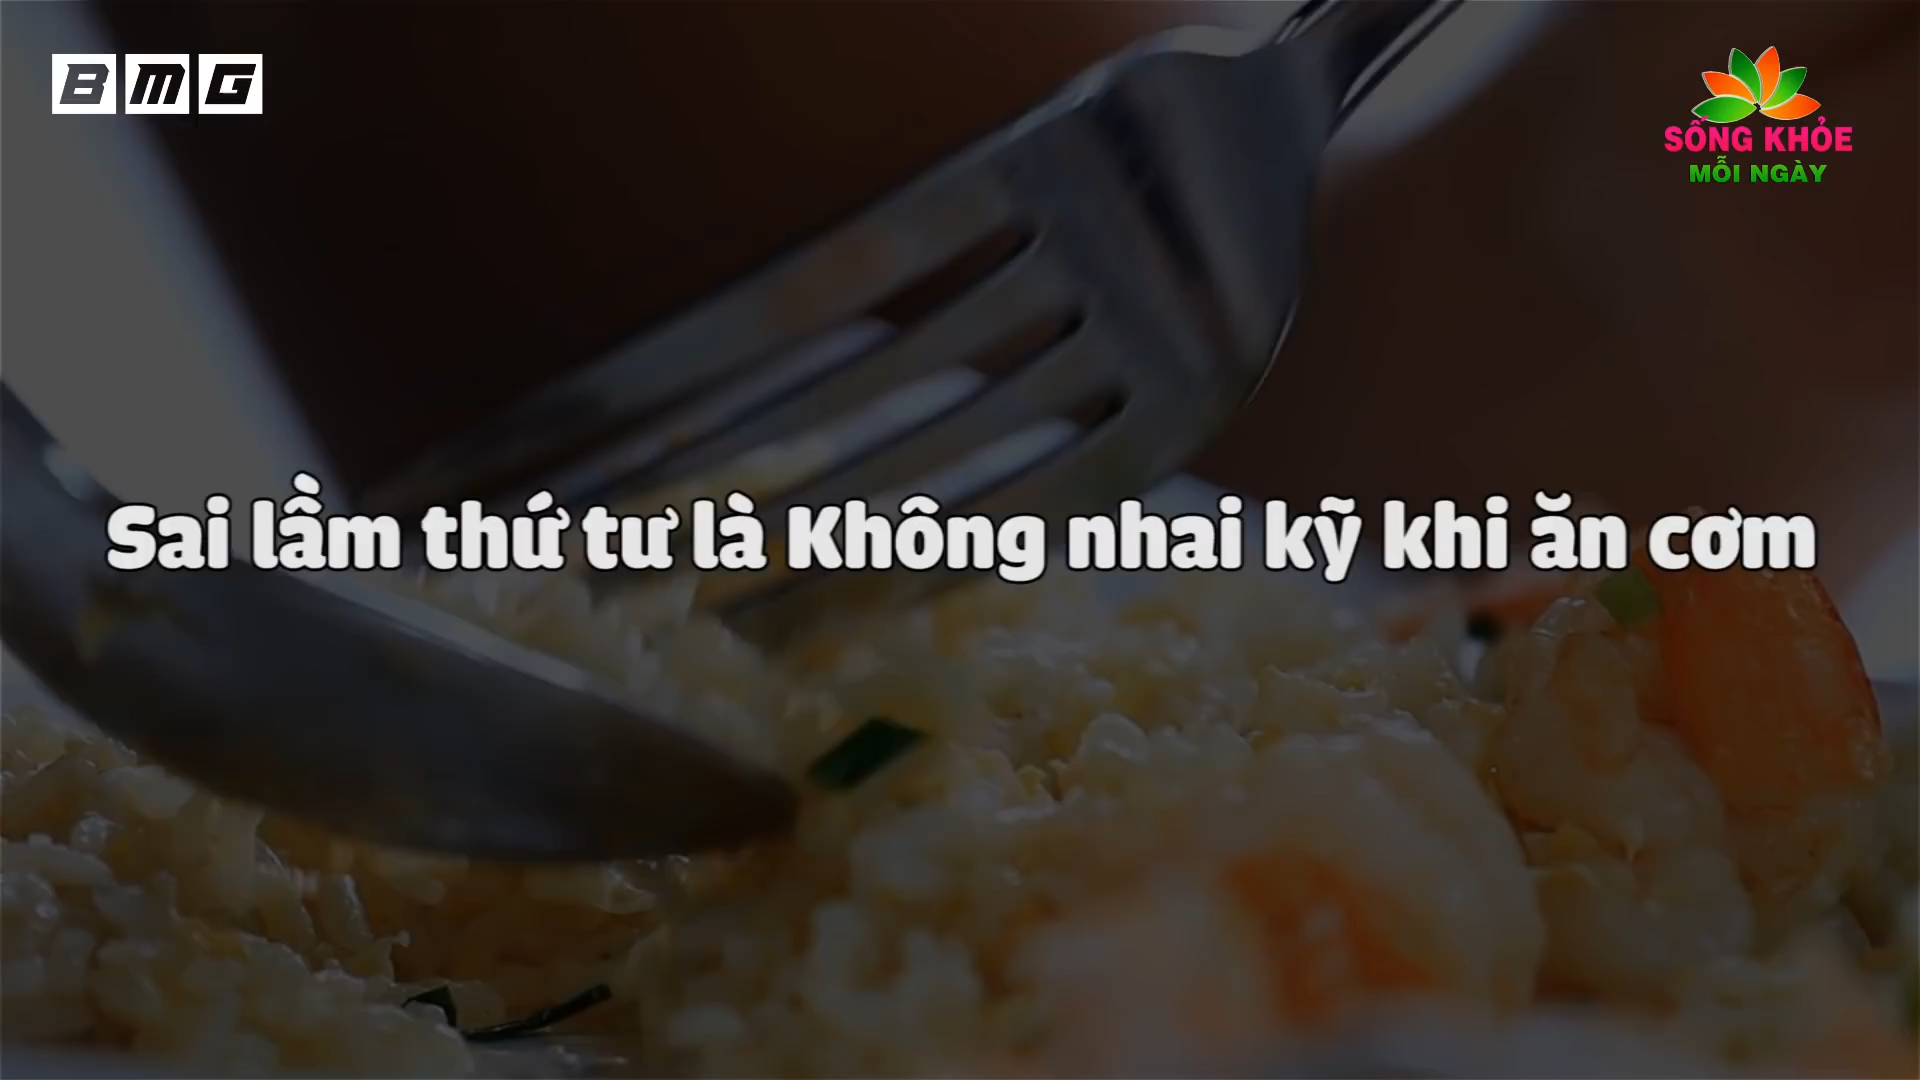 BMG
SỐNG KHỎE
MỖI NGÀY
Sai lầm thứ tư là Không nhai kỹ khi ăn cơm